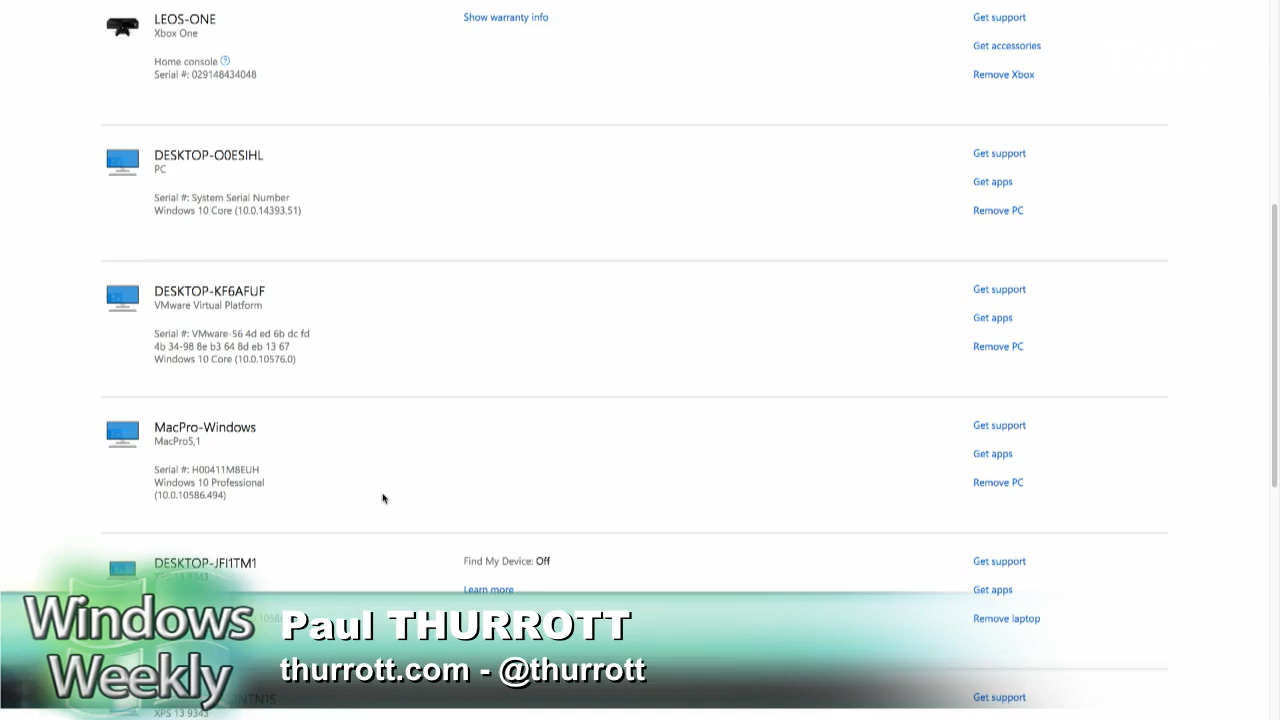 LEOS-ONE
Xbox One
Home console ?
Serial #: 029148434048
Show warranty info
Get support
Get accessories
Remove Xbox
DESKTOP-O0ESIHL
PC
Serial #: System Serial Number
Windows 10 Core (10.0.14393.51)
Get support
Get apps
Remove PC
DESKTOP-KF6AFUF
VMware Virtual Platform
Serial #: VMware-56 4d ed 6b dc fd
4b 34-98 8e b3 64 8d eb 13 67
Windows 10 Core (10.0.10576.0)
Get support
Get apps
Remove PC
MacPro-Windows
MacPro5,1
Serial #: H00411M8EUH
Windows 10 Professional
(10.0.10586.494)
Get support
Get apps
Remove PC
DESKTOP-JFI1TM1
XPS 13 9343
Find My Device: Off
Learn more
Get support
Get apps
Remove laptop
Windows
Weekly
Paul THURROTT
thurrott.com - @thurrott
XPS 13 9343
Get support